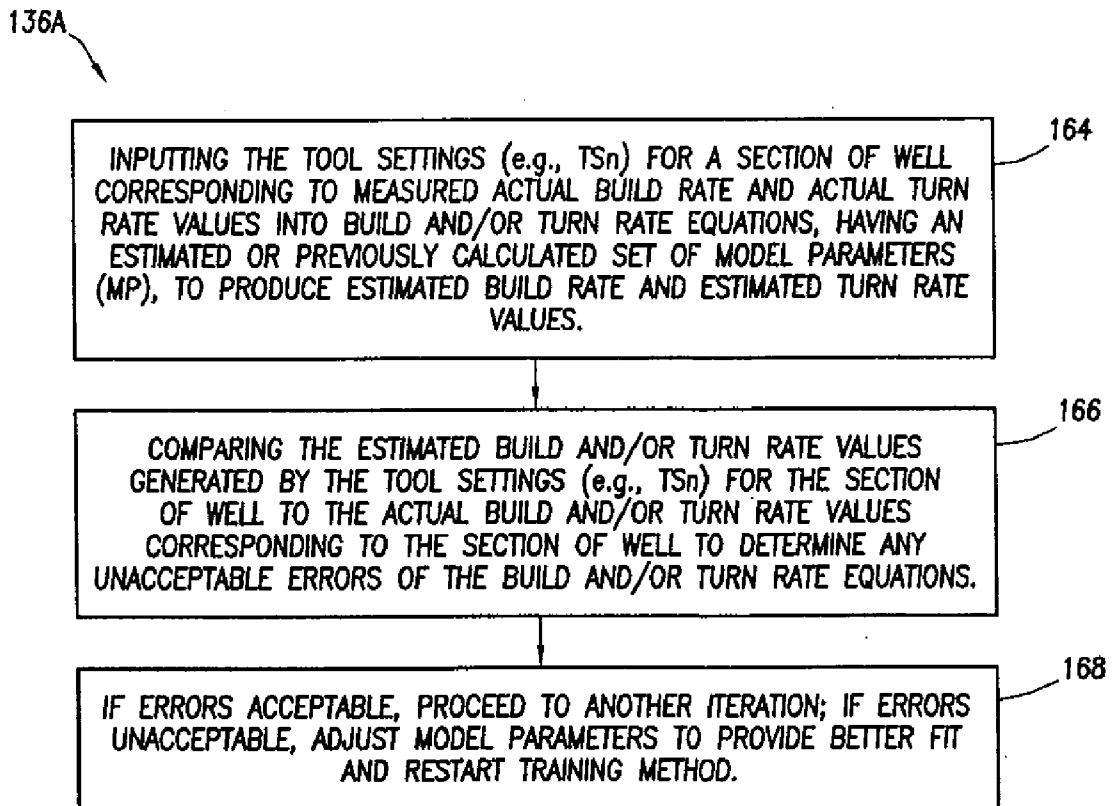 136A
164
INPUTTING THE TOOL SETTINGS (e.g., TSn) FOR A SECTION OF WELL
CORRESPONDING TO MEASURED ACTUAL BUILD RATE AND ACTUAL TURN
RATE VALUES INTO BUILD AND/OR TURN RATE EQUATIONS, HAVING AN
ESTIMATED OR PREVIOUSLY CALCULATED SET OF MODEL PARAMETERS
(MP), TO PRODUCE ESTIMATED BUILD RATE AND ESTIMATED TURN RATE
VALUES.
166
COMPARING THE ESTIMATED BUILD AND/OR TURN RATE VALUES
GENERATED BY THE TOOL SETTINGS (e.g., TSn) FOR THE SECTION
OF WELL TO THE ACTUAL BUILD AND/OR TURN RATE VALUES
CORRESPONDING TO THE SECTION OF WELL TO DETERMINE ANY
UNACCEPTABLE ERRORS OF THE BUILD AND/OR TURN RATE EQUATIONS.
168
IF ERRORS ACCEPTABLE, PROCEED TO ANOTHER ITERATION; IF ERRORS
UNACCEPTABLE, ADJUST MODEL PARAMETERS TO PROVIDE BETTER FIT
AND RESTART TRAINING METHOD.